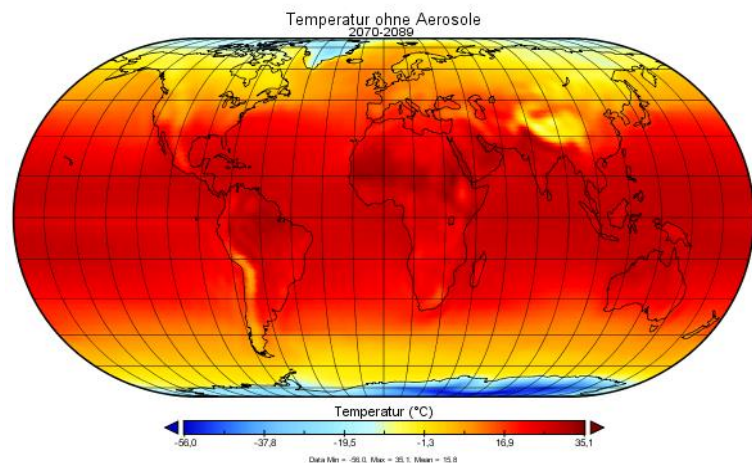 Temperatur ohne Aerosole
2070-2089
Temperatur (°C)
-56,0 -37,8 -19,5 -1,3 16,9 35,1
Data Min = -56.0, Max = 35.1, Mean = 15.8